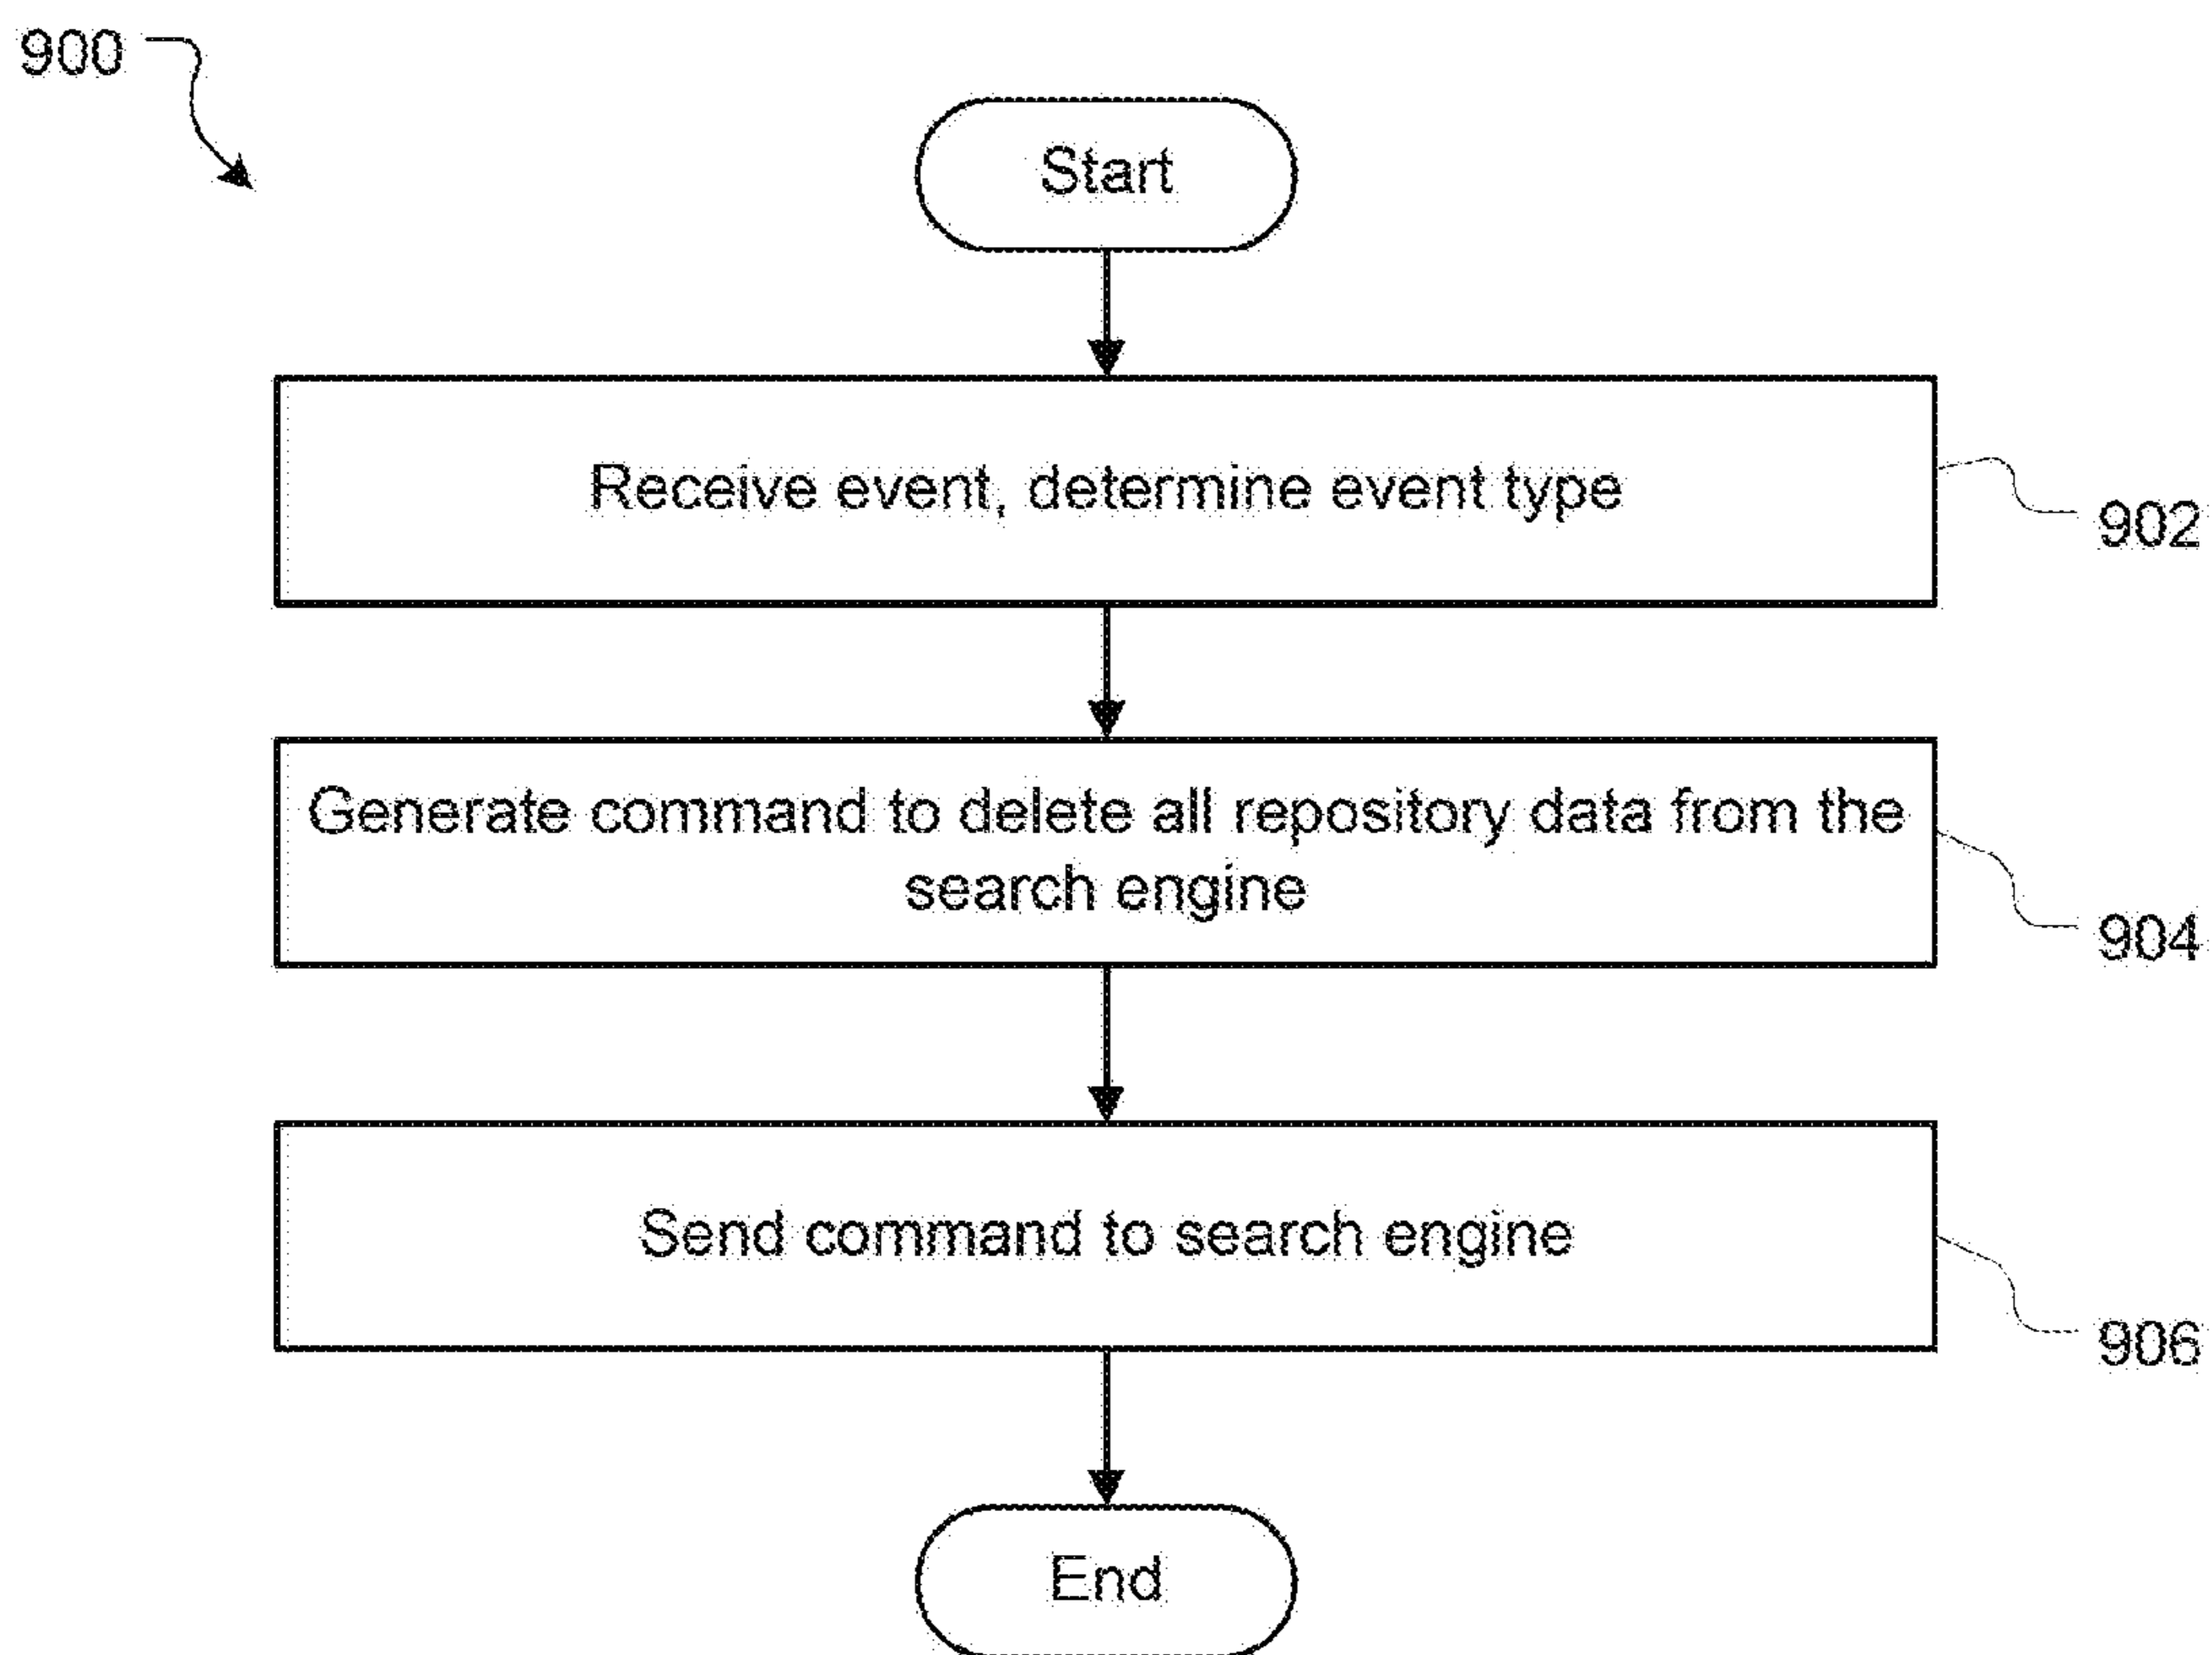 900
Start
Receive event, determine event type
902
Generate command to delete all repository data from the
search engine
904
Send command to search engine
906
End